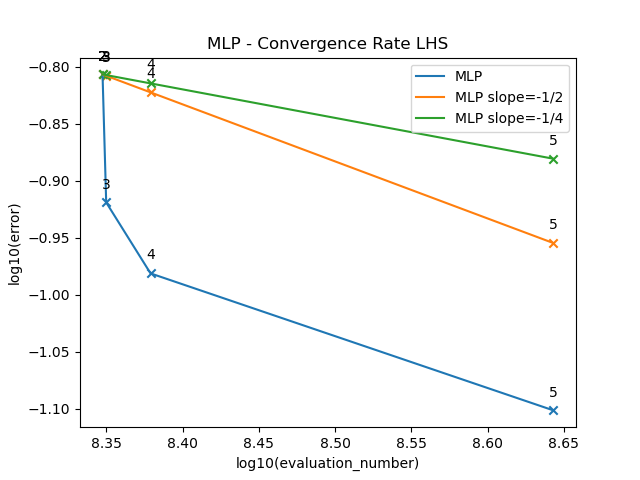 MLP - Convergence Rate LHS
MLP
MLP slope=-1/2
MLP slope=-1/4
2
3
3
4
4
4
5
5
5
−0.80
−0.85
−0.90
−0.95
−1.00
−1.05
−1.10
log10(error)
8.35 8.40 8.45 8.50 8.55 8.60 8.65
log10(evaluation_number)